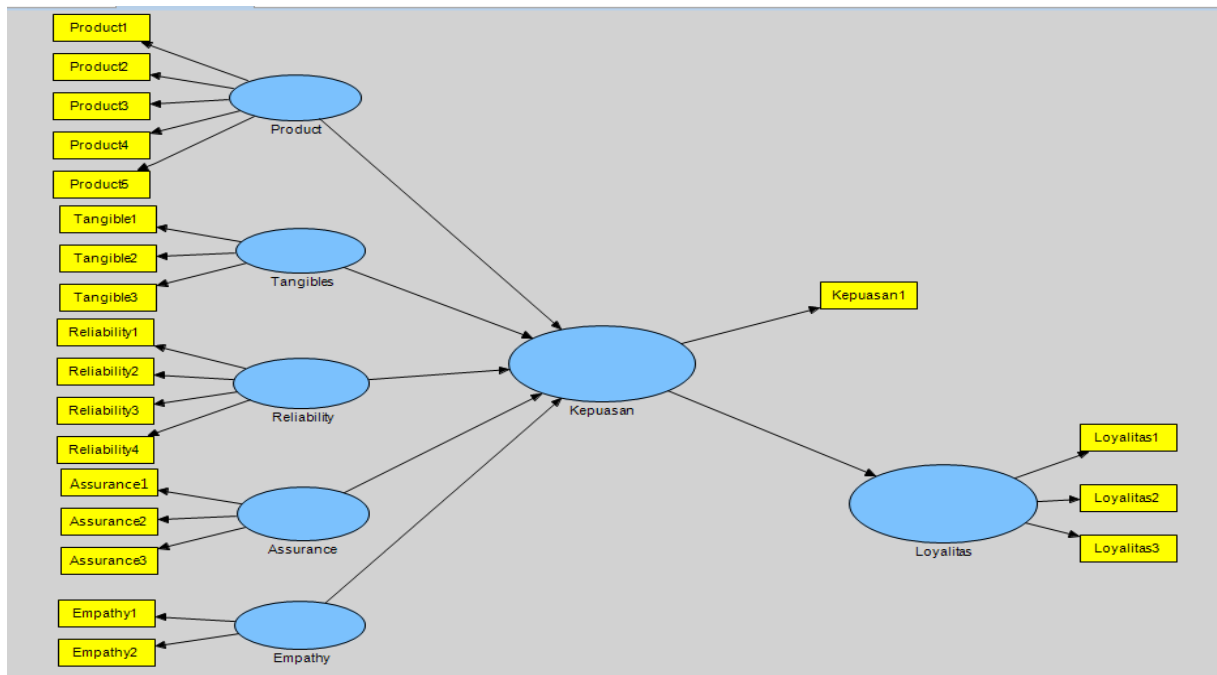 Product1
Product2
Product3
Product4
Product5
Product
Tangible1
Tangible2
Tangible3
Tangibles
Reliability1
Reliability2
Reliability3
Reliability4
Reliability
Assurance1
Assurance2
Assurance3
Assurance
Empathy1
Empathy2
Empathy
Kepuasan1
Kepuasan
Loyalitas1
Loyalitas2
Loyalitas3
Loyalitas